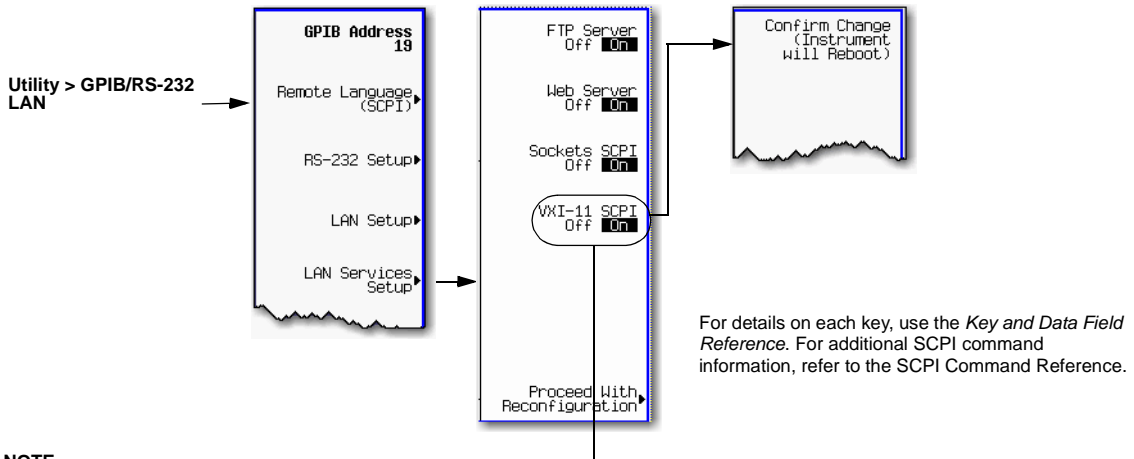 Utility > GPIB/RS-232
LAN
GPIB Address
19
Remote Language
(SCPI)
RS-232 Setup
LAN Setup
LAN Services
Setup
FTP Server
Off On
Web Server
Off On
Sockets SCPI
Off On
VXI-11 SCPI
Off On
Proceed With
Reconfiguration
Confirm Change
(Instrument
will Reboot)
For details on each key, use the Key and Data Field
Reference. For additional SCPI command
information, refer to the SCPI Command Reference.
NOTE